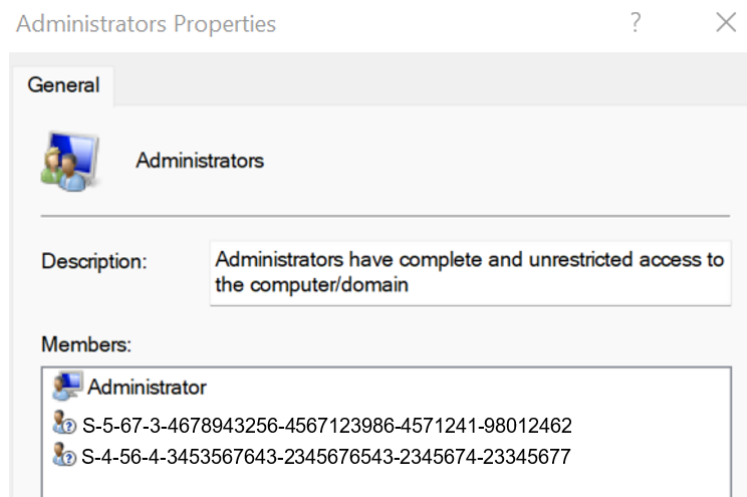 Administrators Properties
?
General
Administrators
Description:
Administrators have complete and unrestricted access to
the computer/domain
Members:
Administrator
S-5-67-3-4678943256-4567123986-4571241-98012462
S-4-56-4-3453567643-2345676543-2345674-23345677